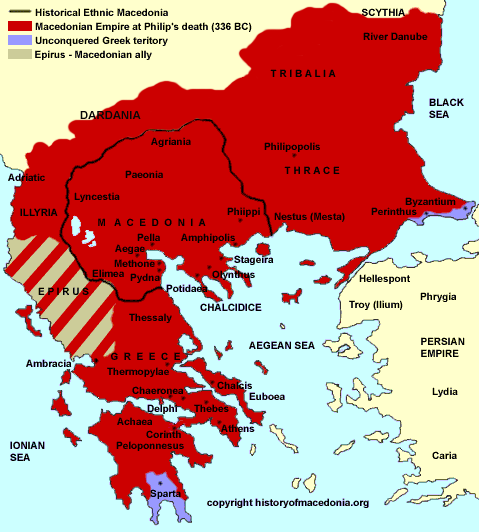 Historical Ethnic Macedonia
Macedonian Empire at Philip's death (336 BC)
Unconquered Greek teritory
Epirus - Macedonian ally
SCYTHIA
River Danube
TRIBALIA
BLACK
SEA
DARDANIA
Agriania
Philipopolis
THRACE
Paeonia
Adriatic
Lyncestia
Byzantium
ILLYRIA
MACEDONIA
Philippi
Nestus (Mesta)
Perinthus
Pella
Amphipolis
Aegae
Methone
Stageira
Elimea
Pydna
Olynthus
Hellespont
EPIRUS
Potidaea
Phrygia
CHALCIDICE
Troy (Ilium)
Thessaly
AEGEAN SEA
PERSIAN
EMPIRE
GREECE
Ambracia
Thermopylae
Chalcis
Chaeronea
Euboea
Lydia
Delphi
Thebes
Achaea
Athens
Corinth
IONIAN
SEA
Peloponnesus
Caria
Sparta
copyright historyofmacedonia.org